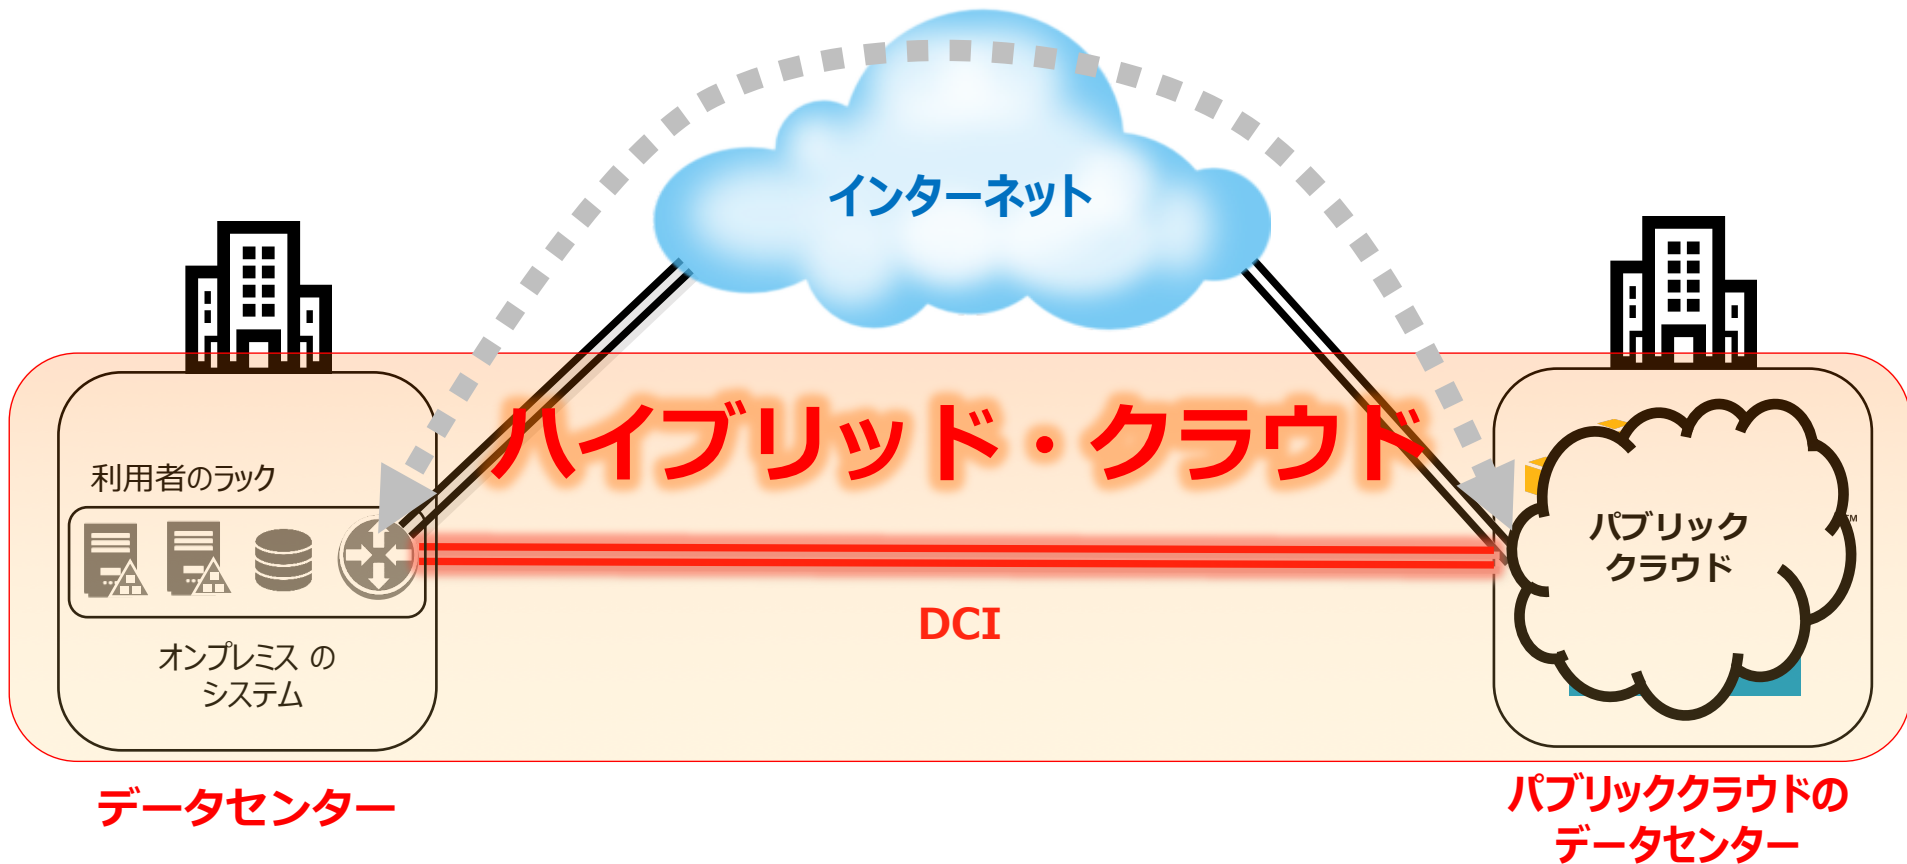 インターネット
ハイブリッド・クラウド
利用者のラック
パブリック
クラウド
TM
DCI
オンプレミス の
システム
データセンター
パブリッククラウドの
データセンター